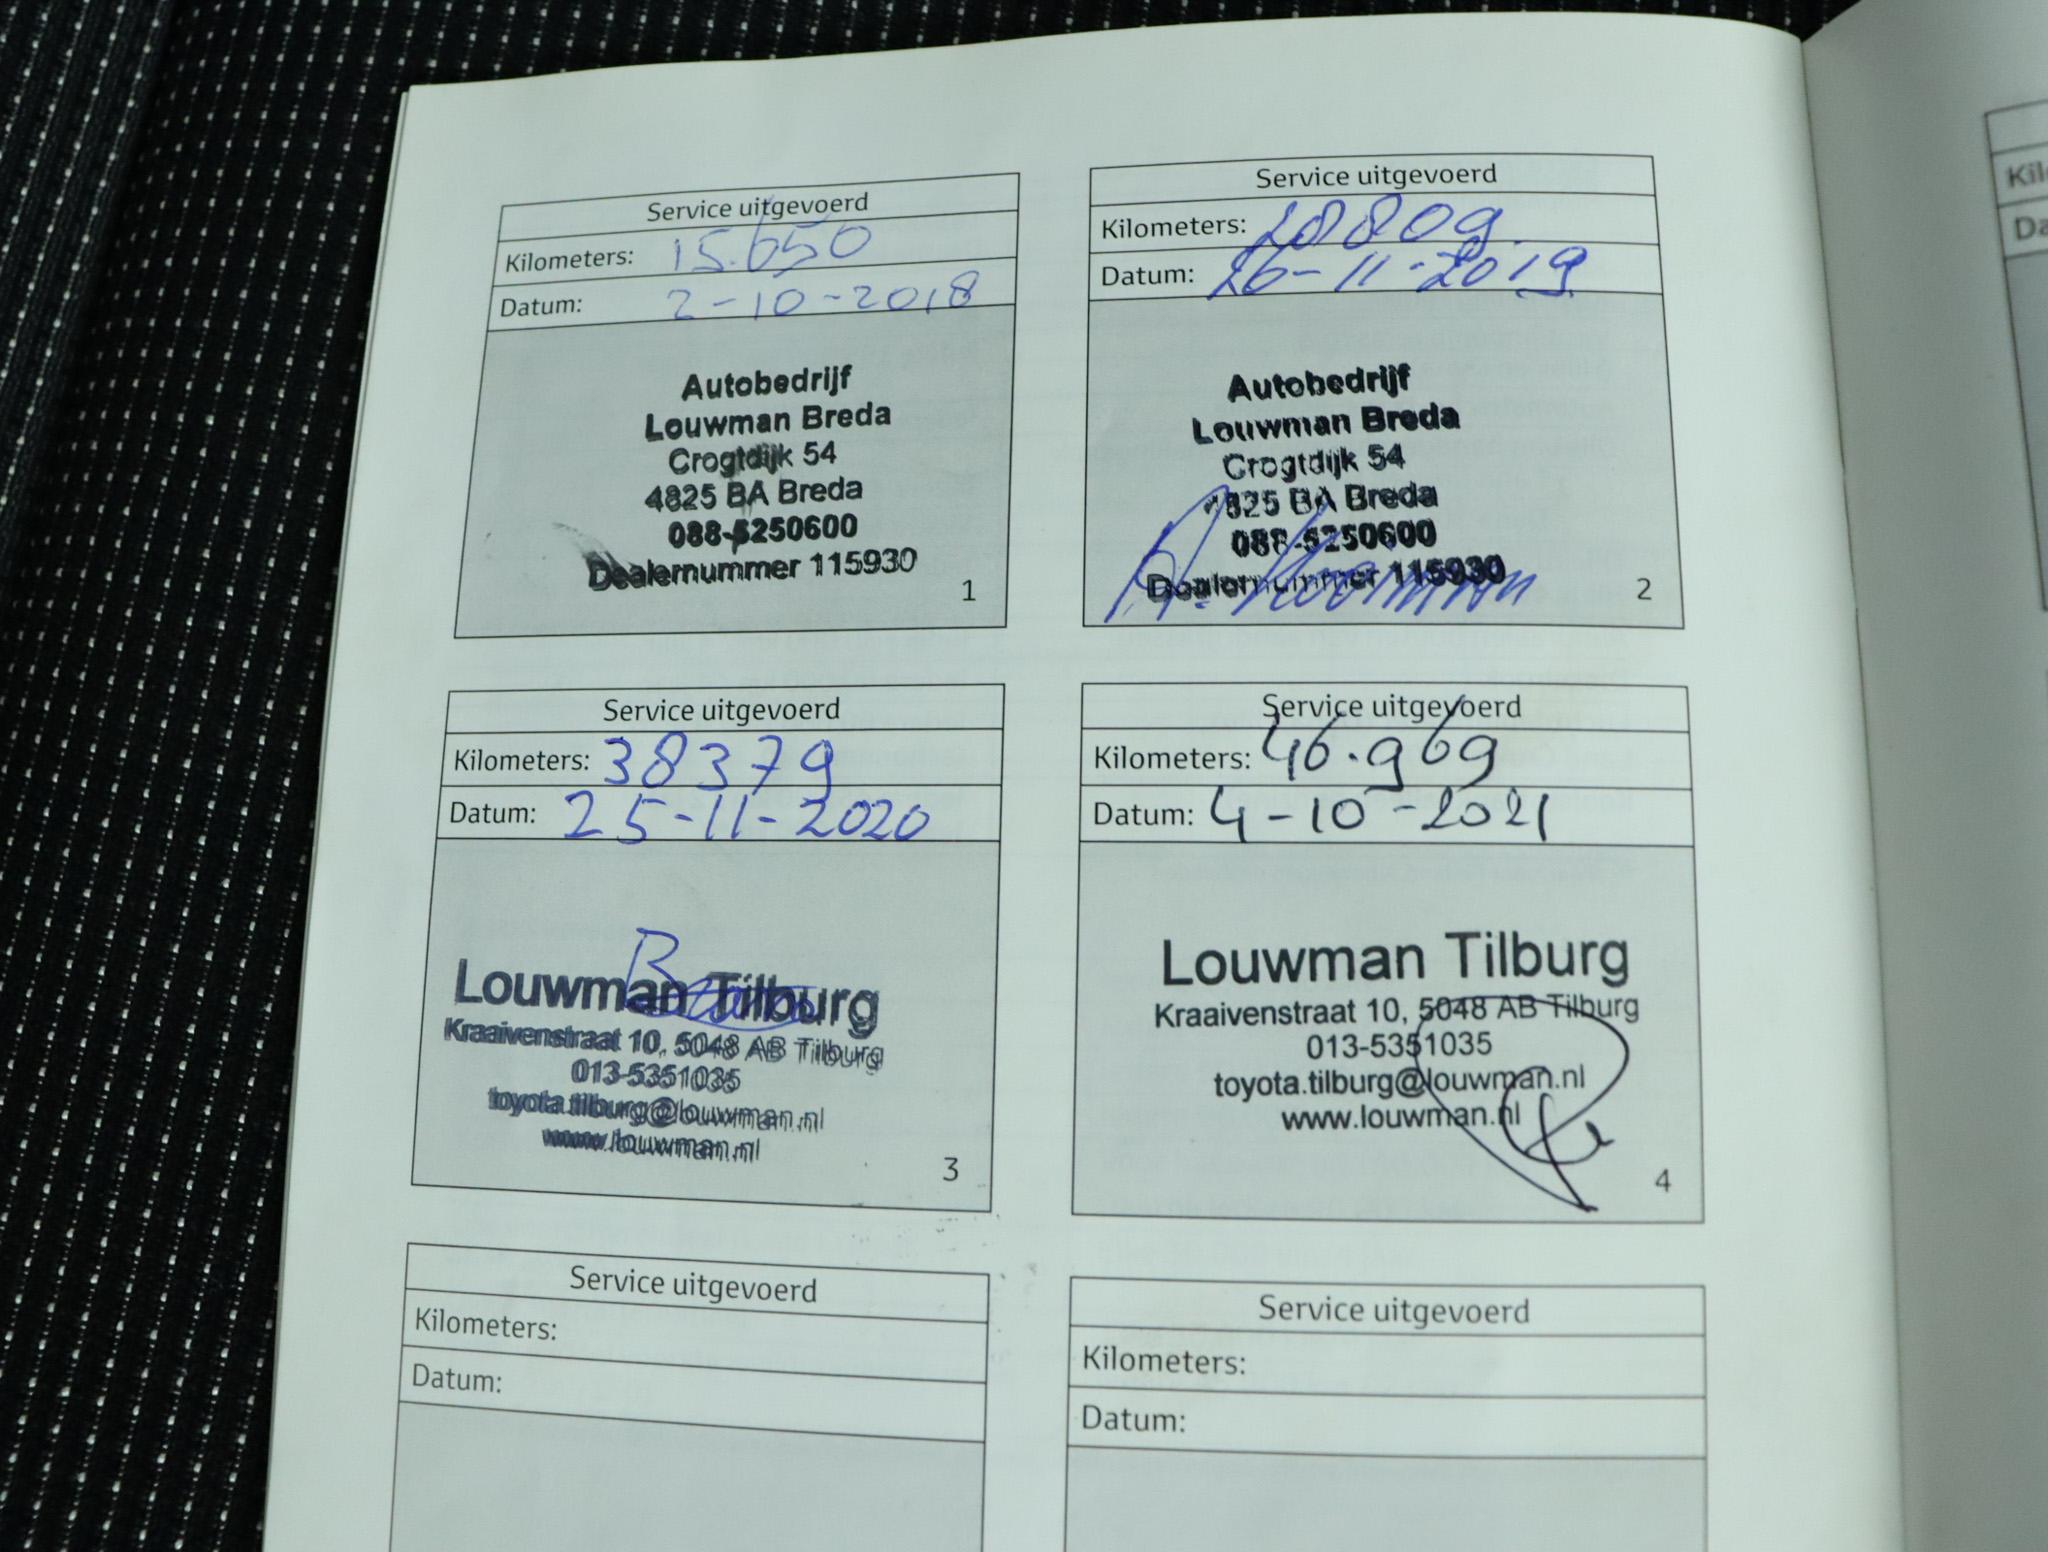 Service uitgevoerd
Kilometers: 15.650
Datum: 2-10-2018
Autobedrijf
Louwman Breda
Crogtdijk 54
4825 BA Breda
088-5250600
Dealernummer 115930
1
Service uitgevoerd
Kilometers: 28809
Datum: 26-11-2019
Autobedrijf
Louwman Breda
Crogtdijk 54
4825 BA Breda
088-5250600
Dealernummer 115930
2
Service uitgevoerd
Kilometers: 38379
Datum: 25-11-2020
Louwman Tilburg
Kraaivenstraat 10, 5048 AB Tilburg
013-5351035
toyota.tilburg@louwman.nl
www.louwman.nl
3
Service uitgevoerd
Kilometers: 46.969
Datum: 4-10-2021
Louwman Tilburg
Kraaivenstraat 10, 5048 AB Tilburg
013-5351035
toyota.tilburg@louwman.nl
www.louwman.nl
4
Service uitgevoerd
Kilometers:
Datum:
Service uitgevoerd
Kilometers:
Datum: